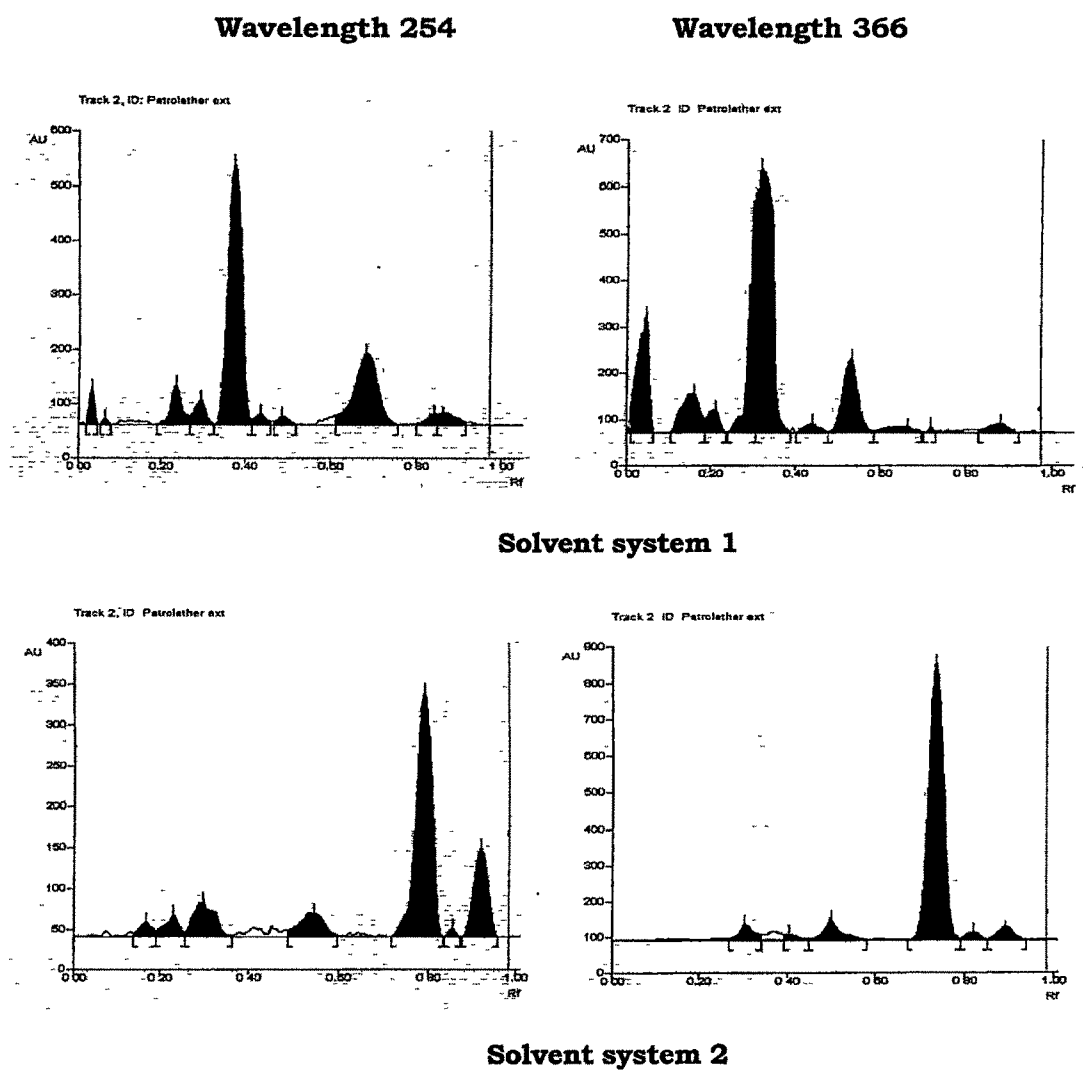 Wavelength 254 Wavelength 366
Track 2, ID: Patrolather ext
AU
600
500
400
300
200
100
0
0.00 0.20 0.40 0.60 0.80 1.00
Rf
Track 2 ID Patrolather ext
AU
700
600
500
400
300
200
100
0
0.00 0.20 0.40 0.60 0.80 1.00
Rf
Solvent system 1
Track 2, ID Patrolather ext
AU
400
350
300
250
200
150
100
50
0
0.00 0.20 0.40 0.60 0.80 1.00
Rf
Track 2 ID Patrolather ext
AU
900
800
700
600
500
400
300
200
100
0
0.00 0.20 0.40 0.60 0.80 1.00
Rf
Solvent system 2